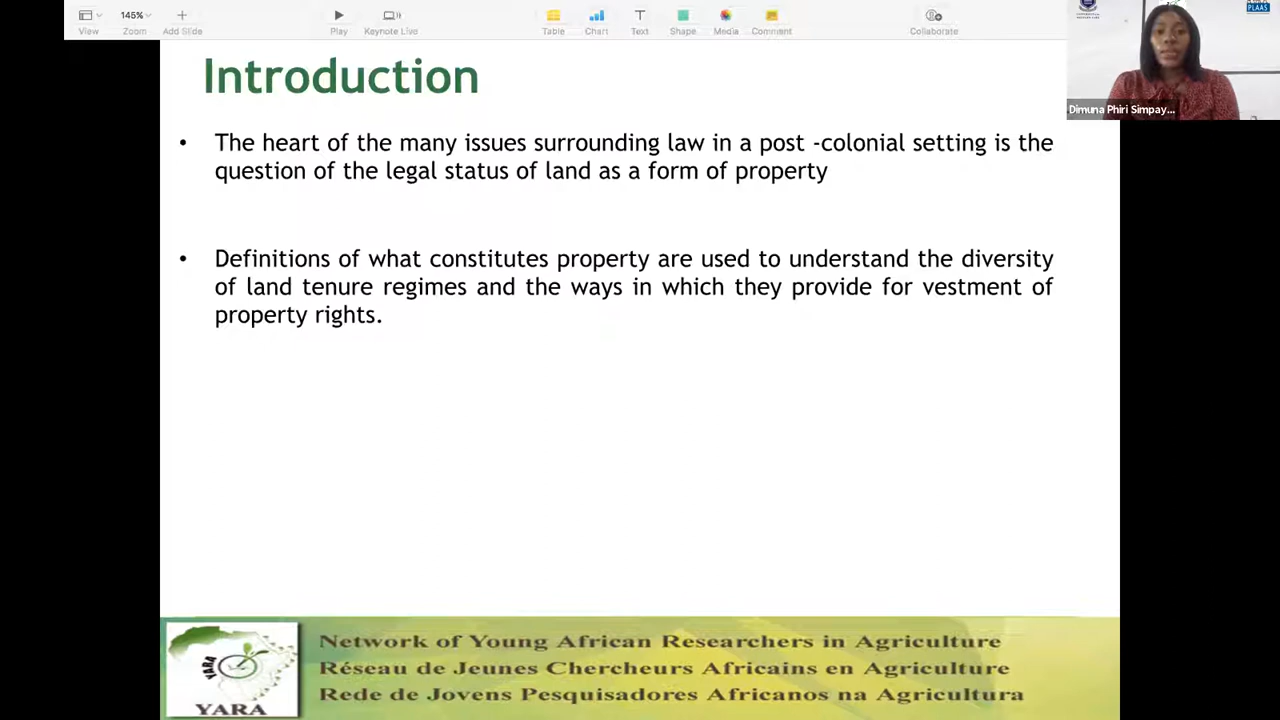 145%
View
Zoom
Add Slide
Play
Keynote Live
Table
Chart
Text
Shape
Media
Comment
Collaborate
PLAAS
Dimuna Phiri Simpay...
Introduction
• The heart of the many issues surrounding law in a post -colonial setting is the
question of the legal status of land as a form of property
• Definitions of what constitutes property are used to understand the diversity
of land tenure regimes and the ways in which they provide for vestment of
property rights.
YARA
YARA
Network of Young African Researchers in Agriculture
Réseau de Jeunes Chercheurs Africains en Agriculture
Rede de Jovens Pesquisadores Africanos na Agricultura